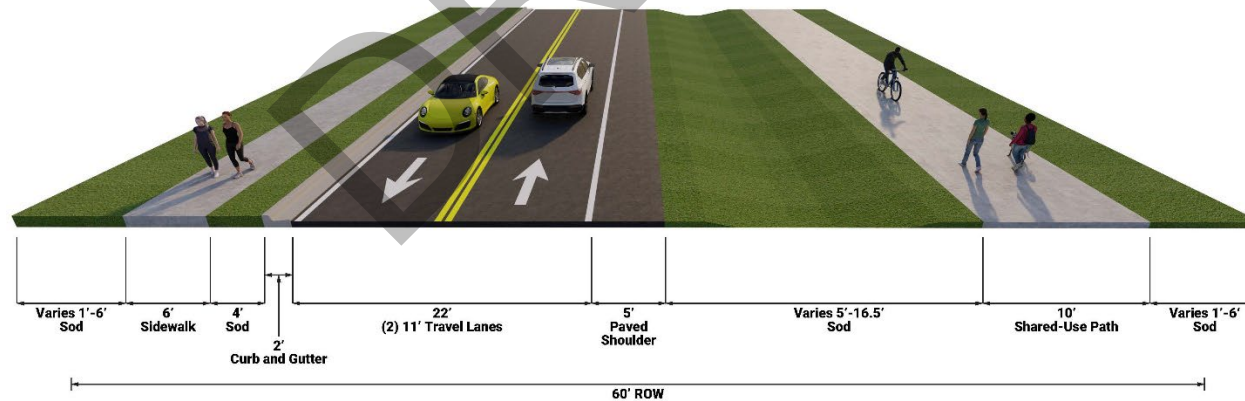 Varies 1'-6'
Sod
6'
Sidewalk
4'
Sod
2'
Curb and Gutter
22'
(2) 11' Travel Lanes
5'
Paved
Shoulder
Varies 5'-16.5'
Sod
10'
Shared-Use Path
Varies 1'-6'
Sod
60' ROW